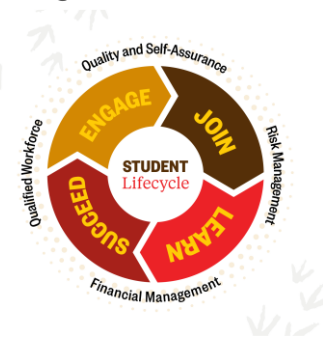 Quality and Self-Assurance
ENGAGE
JOIN
Qualified Workforce
STUDENT
Lifecycle
Risk Management
SUCCEED
LEARN
Financial Management